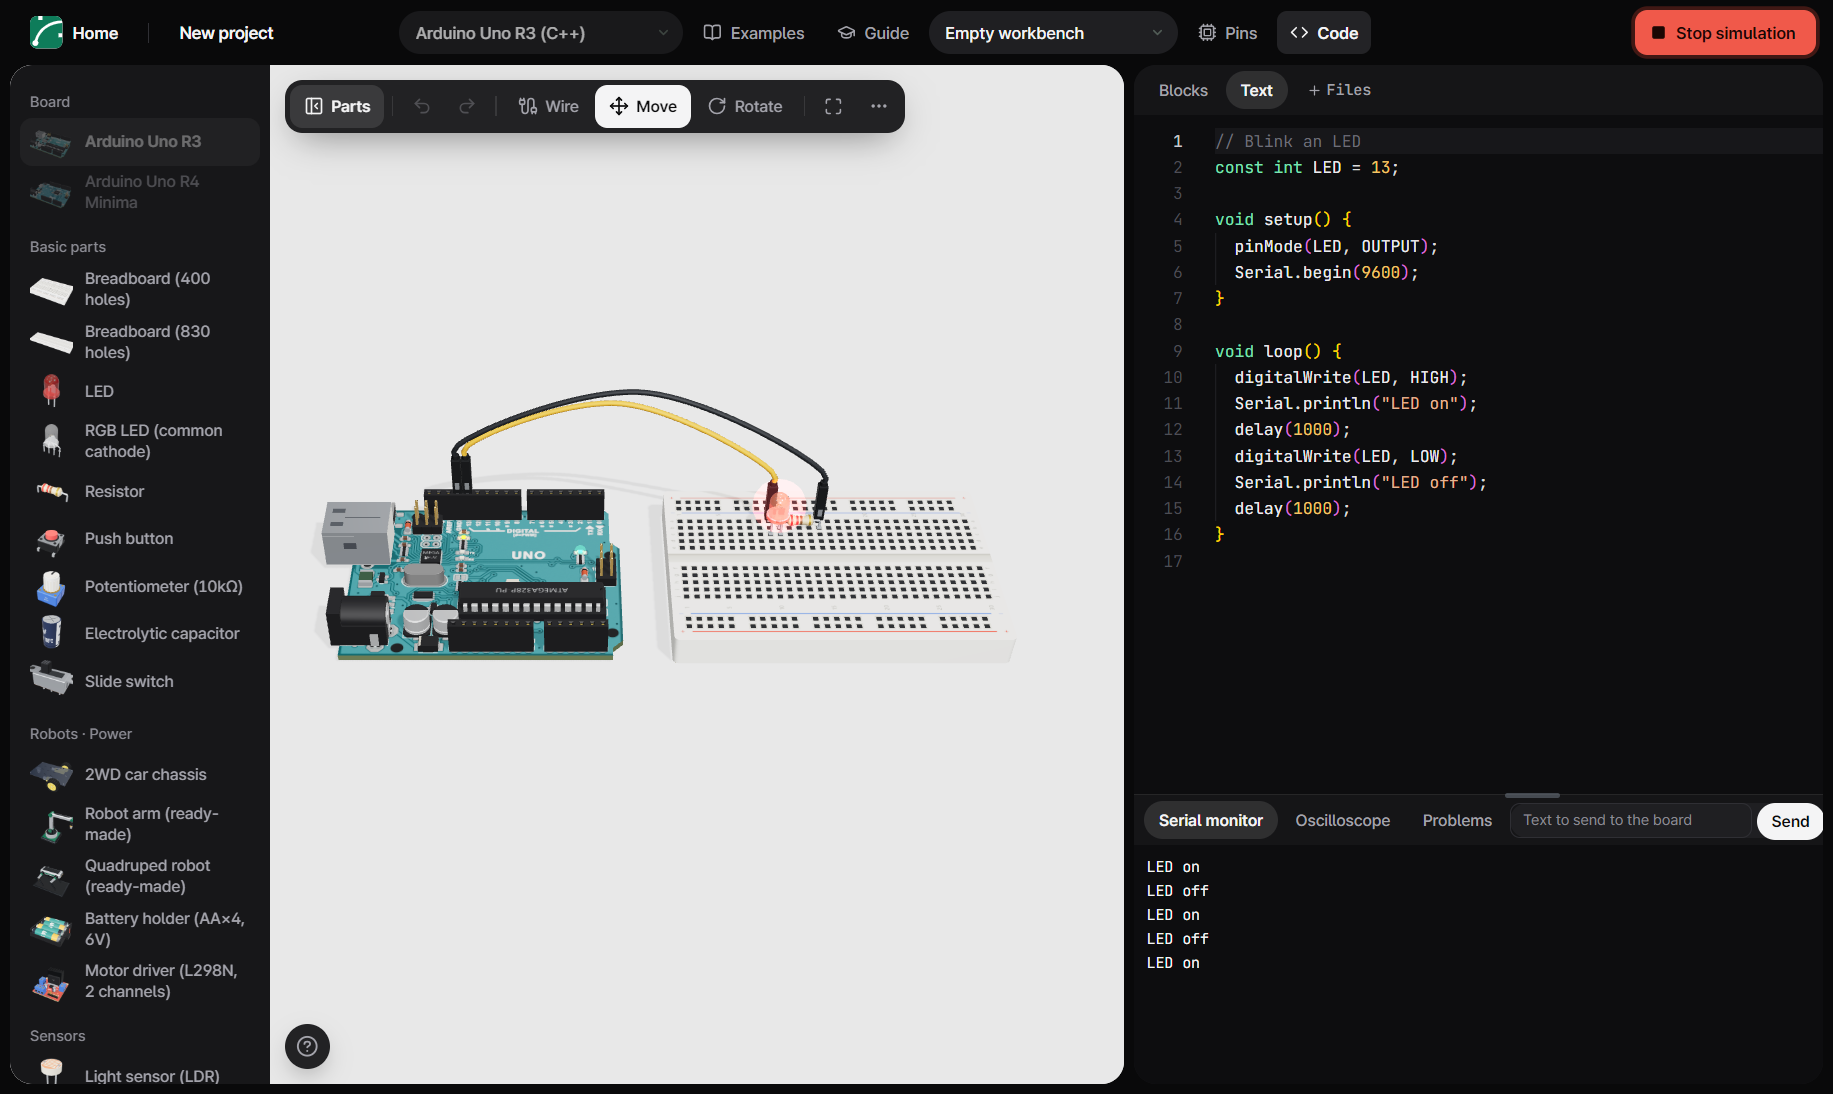 Home
New project
Arduino Uno R3 (C++)
Examples
Guide
Empty workbench
Pins
Code
Stop simulation
Board
Arduino Uno R3
Arduino Uno R4
Minima
Basic parts
Breadboard (400
holes)
Breadboard (830
holes)
LED
RGB LED (common
cathode)
Resistor
Push button
Potentiometer (10kΩ)
Electrolytic capacitor
Slide switch
Robots · Power
2WD car chassis
Robot arm (ready-
made)
Quadruped robot
(ready-made)
Battery holder (AA×4,
6V)
Motor driver (L298N,
2 channels)
Sensors
Light sensor (LDR)
Parts
Wire
Move
Rotate
DIGITAL
UNO
ATMEGA328P PU
Blocks
Text
+ Files
1 // Blink an LED
2 const int LED = 13;
3
4 void setup() {
5 pinMode(LED, OUTPUT);
6 Serial.begin(9600);
7 }
8
9 void loop() {
10 digitalWrite(LED, HIGH);
11 Serial.println("LED on");
12 delay(1000);
13 digitalWrite(LED, LOW);
14 Serial.println("LED off");
15 delay(1000);
16 }
17
Serial monitor
Oscilloscope
Problems
Text to send to the board
Send
LED on
LED off
LED on
LED off
LED on